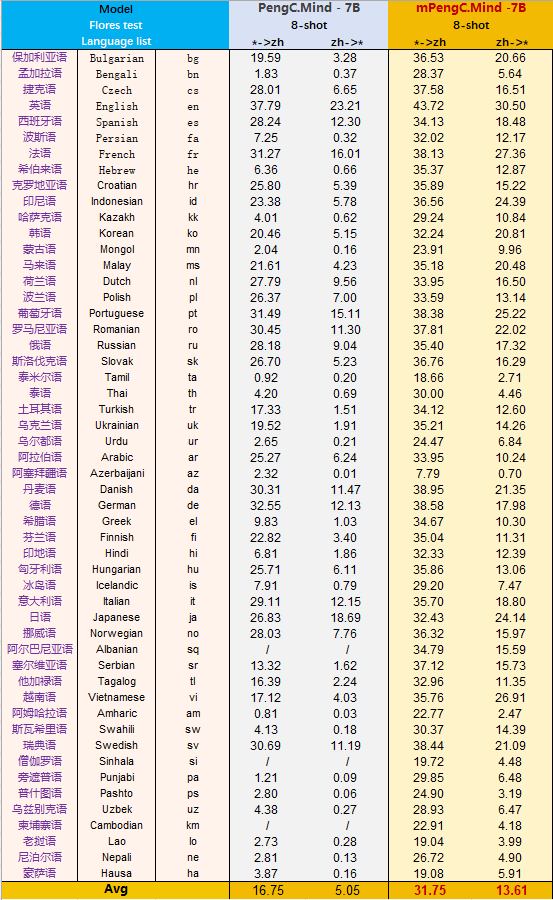 Model PengC.Mind - 7B mPengC.Mind -7B
Flores test 8-shot 8-shot
Language list *->zh zh->* *->zh zh->*
保加利亚语 Bulgarian bg 19.59 3.28 36.53 20.66
孟加拉语 Bengali bn 1.83 0.37 28.37 5.64
捷克语 Czech cs 28.01 6.65 37.58 16.51
英语 English en 37.79 23.21 43.72 30.50
西班牙语 Spanish es 28.24 12.30 34.13 18.48
波斯语 Persian fa 7.25 0.32 32.02 12.17
法语 French fr 31.27 16.01 38.13 27.36
希伯来语 Hebrew he 6.36 0.66 35.37 12.87
克罗地亚语 Croatian hr 25.80 5.39 35.89 15.22
印尼语 Indonesian id 23.38 5.78 36.56 24.39
哈萨克语 Kazakh kk 4.01 0.62 29.24 10.84
韩语 Korean ko 20.46 5.15 32.24 20.81
蒙古语 Mongol mn 2.04 0.16 23.91 9.96
马来语 Malay ms 21.61 4.23 35.18 20.48
荷兰语 Dutch nl 27.79 9.56 33.95 16.50
波兰语 Polish pl 26.37 7.00 33.59 13.14
葡萄牙语 Portuguese pt 31.49 15.11 38.38 25.22
罗马尼亚语 Romanian ro 30.45 11.30 37.81 22.02
俄语 Russian ru 28.18 9.04 35.40 17.32
斯洛伐克语 Slovak sk 26.70 5.23 36.76 16.29
泰米尔语 Tamil ta 0.92 0.20 18.66 2.71
泰语 Thai th 4.20 0.69 30.00 4.46
土耳其语 Turkish tr 17.33 1.51 34.12 12.60
乌克兰语 Ukrainian uk 19.52 1.91 35.21 14.26
乌尔都语 Urdu ur 2.65 0.21 24.47 6.84
阿拉伯语 Arabic ar 25.27 6.24 33.95 10.24
阿塞拜疆语 Azerbaijani az 2.32 0.01 7.79 0.70
丹麦语 Danish da 30.31 11.47 38.95 21.35
德语 German de 32.55 12.13 38.58 17.98
希腊语 Greek el 9.83 1.03 34.67 10.30
芬兰语 Finnish fi 22.82 3.40 35.04 11.31
印地语 Hindi hi 6.81 1.86 32.33 12.39
匈牙利语 Hungarian hu 25.71 6.11 35.86 13.06
冰岛语 Icelandic is 7.91 0.79 29.20 7.47
意大利语 Italian it 29.11 12.15 35.70 18.80
日语 Japanese ja 26.83 18.69 32.43 24.14
挪威语 Norwegian no 28.03 7.76 36.32 15.97
阿尔巴尼亚语 Albanian sq / / 34.79 15.59
塞尔维亚语 Serbian sr 13.32 1.62 37.12 15.73
他加禄语 Tagalog tl 16.39 2.24 32.96 11.35
越南语 Vietnamese vi 17.12 4.03 35.76 26.91
阿姆哈拉语 Amharic am 0.81 0.03 22.77 2.47
斯瓦希里语 Swahili sw 4.13 0.18 30.37 14.39
瑞典语 Swedish sv 30.69 11.19 38.44 21.09
僧伽罗语 Sinhala si / / 19.72 4.48
旁遮普语 Punjabi pa 1.21 0.09 29.85 6.48
普什图语 Pashto ps 2.80 0.06 24.90 3.19
乌兹别克语 Uzbek uz 4.38 0.27 28.93 6.47
柬埔寨语 Cambodian km / / 22.91 4.18
老挝语 Lao lo 2.73 0.28 19.04 3.99
尼泊尔语 Nepali ne 2.81 0.13 26.72 4.90
豪萨语 Hausa ha 3.87 0.16 19.08 5.91
Avg 16.75 5.05 31.75 13.61